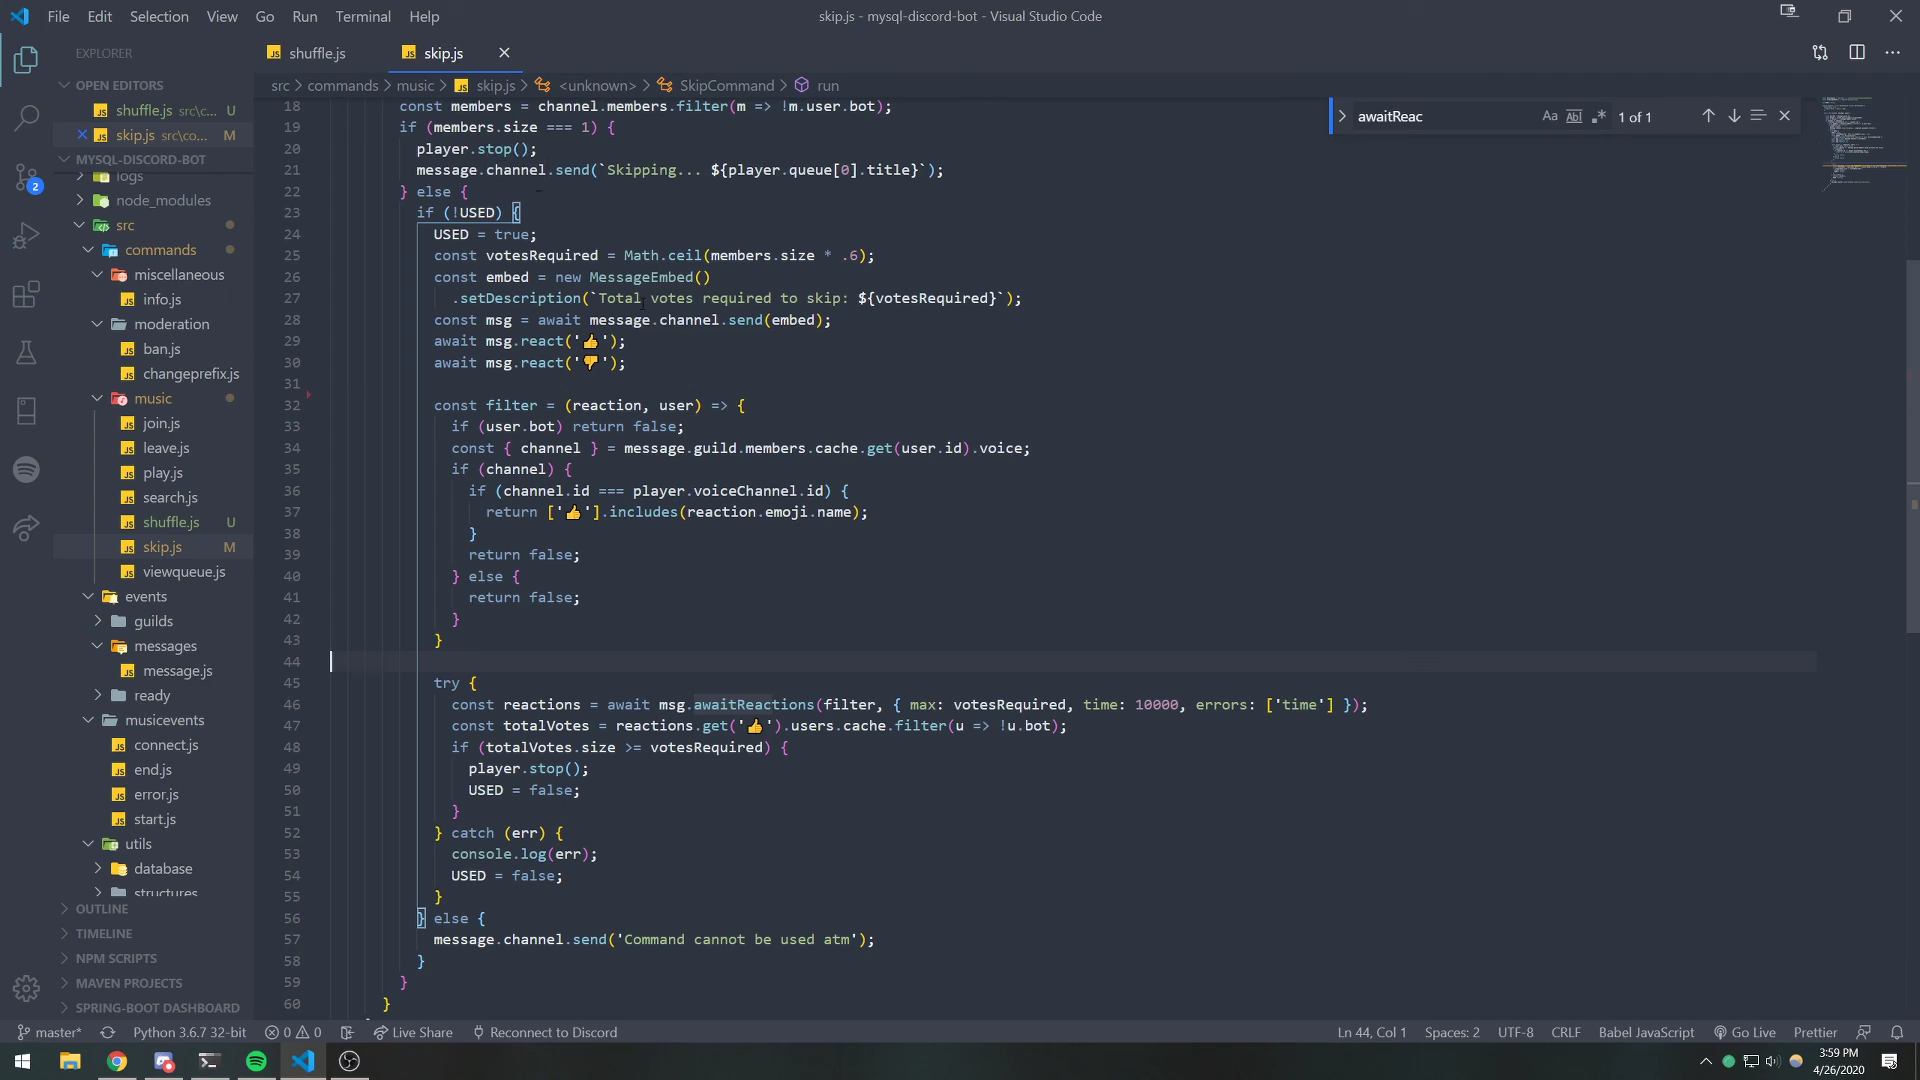 File Edit Selection View Go Run Terminal Help
skip.js - mysql-discord-bot - Visual Studio Code
EXPLORER
OPEN EDITORS
shuffle.js src\c... U
skip.js src\co... M
MYSQL-DISCORD-BOT
logs
node_modules
src
commands
miscellaneous
info.js
moderation
ban.js
changeprefix.js
music
join.js
leave.js
play.js
search.js
shuffle.js U
skip.js M
viewqueue.js
events
guilds
messages
message.js
ready
musicevents
connect.js
end.js
error.js
start.js
utils
database
structures
OUTLINE
TIMELINE
NPM SCRIPTS
MAVEN PROJECTS
SPRING-BOOT DASHBOARD
2
shuffle.js
skip.js
src > commands > music > skip.js > <unknown> > SkipCommand > run
awaitReac
Aa Abl .* 1 of 1
18 const members = channel.members.filter(m => !m.user.bot);
19 if (members.size === 1) {
20 player.stop();
21 message.channel.send(`Skipping... ${player.queue[0].title}`);
22 } else {
23 if (!USED) {
24 USED = true;
25 const votesRequired = Math.ceil(members.size * .6);
26 const embed = new MessageEmbed()
27 .setDescription(`Total votes required to skip: ${votesRequired}`);
28 const msg = await message.channel.send(embed);
29 await msg.react('👍');
30 await msg.react('👎');
31
32 const filter = (reaction, user) => {
33 if (user.bot) return false;
34 const { channel } = message.guild.members.cache.get(user.id).voice;
35 if (channel) {
36 if (channel.id === player.voiceChannel.id) {
37 return ['👍'].includes(reaction.emoji.name);
38 }
39 return false;
40 } else {
41 return false;
42 }
43 }
44
45 try {
46 const reactions = await msg.awaitReactions(filter, { max: votesRequired, time: 10000, errors: ['time'] });
47 const totalVotes = reactions.get('👍').users.cache.filter(u => !u.bot);
48 if (totalVotes.size >= votesRequired) {
49 player.stop();
50 USED = false;
51 }
52 } catch (err) {
53 console.log(err);
54 USED = false;
55 }
56 } else {
57 message.channel.send('Command cannot be used atm');
58 }
59 }
60 }
master* Python 3.6.7 32-bit 0 0 Live Share Reconnect to Discord
Ln 44, Col 1 Spaces: 2 UTF-8 CRLF Babel JavaScript Go Live Prettier
3:59 PM
4/26/2020